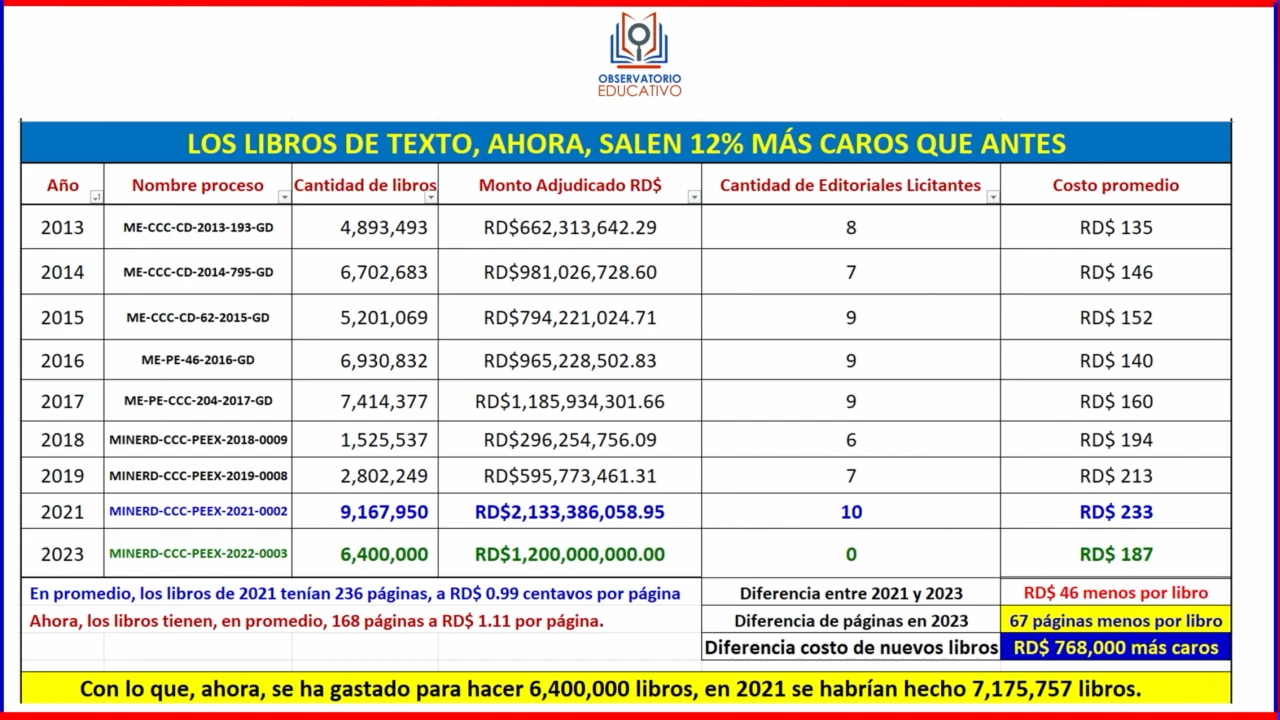 OBSERVATORIO
EDUCATIVO
LOS LIBROS DE TEXTO, AHORA, SALEN 12% MÁS CAROS QUE ANTES
Año Nombre proceso Cantidad de libros Monto Adjudicado RD$ Cantidad de Editoriales Licitantes Costo promedio
2013 ME-CCC-CD-2013-193-GD 4,893,493 RD$662,313,642.29 8 RD$ 135
2014 ME-CCC-CD-2014-795-GD 6,702,683 RD$981,026,728.60 7 RD$ 146
2015 ME-CCC-CD-62-2015-GD 5,201,069 RD$794,221,024.71 9 RD$ 152
2016 ME-PE-46-2016-GD 6,930,832 RD$965,228,502.83 9 RD$ 140
2017 ME-PE-CCC-204-2017-GD 7,414,377 RD$1,185,934,301.66 9 RD$ 160
2018 MINERD-CCC-PEEX-2018-0009 1,525,537 RD$296,254,756.09 6 RD$ 194
2019 MINERD-CCC-PEEX-2019-0008 2,802,249 RD$595,773,461.31 7 RD$ 213
2021 MINERD-CCC-PEEX-2021-0002 9,167,950 RD$2,133,386,058.95 10 RD$ 233
2023 MINERD-CCC-PEEX-2022-0003 6,400,000 RD$1,200,000,000.00 0 RD$ 187
En promedio, los libros de 2021 tenían 236 páginas, a RD$ 0.99 centavos por página Diferencia entre 2021 y 2023 RD$ 46 menos por libro
Ahora, los libros tienen, en promedio, 168 páginas a RD$ 1.11 por página. Diferencia de páginas en 2023 67 páginas menos por libro
Diferencia costo de nuevos libros RD$ 768,000 más caros
Con lo que, ahora, se ha gastado para hacer 6,400,000 libros, en 2021 se habrían hecho 7,175,757 libros.